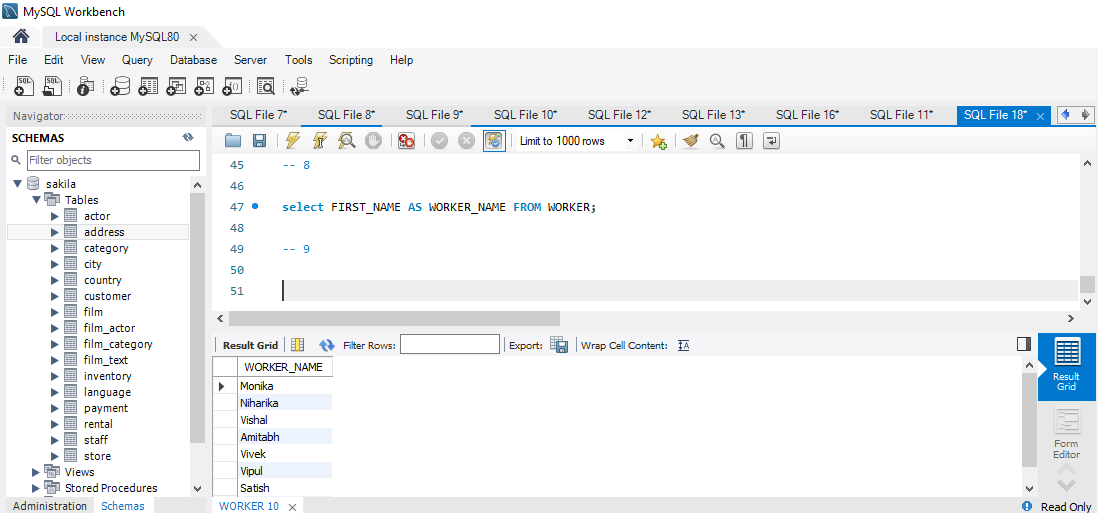 MySQL Workbench
Local instance MySQL80
File Edit View Query Database Server Tools Scripting Help
Navigator
SCHEMAS
Filter objects
sakila
Tables
actor
address
category
city
country
customer
film
film_actor
film_category
film_text
inventory
language
payment
rental
staff
store
Views
Stored Procedures
Administration Schemas
SQL File 7* SQL File 8* SQL File 9* SQL File 10* SQL File 12* SQL File 13* SQL File 16* SQL File 11* SQL File 18*
Limit to 1000 rows
45 -- 8
46
47 select FIRST_NAME AS WORKER_NAME FROM WORKER;
48
49 -- 9
50
51
Result Grid Filter Rows: Export: Wrap Cell Content:
WORKER_NAME
Monika
Niharika
Vishal
Amitabh
Vivek
Vipul
Satish
Result
Grid
Form
Editor
WORKER 10
Read Only